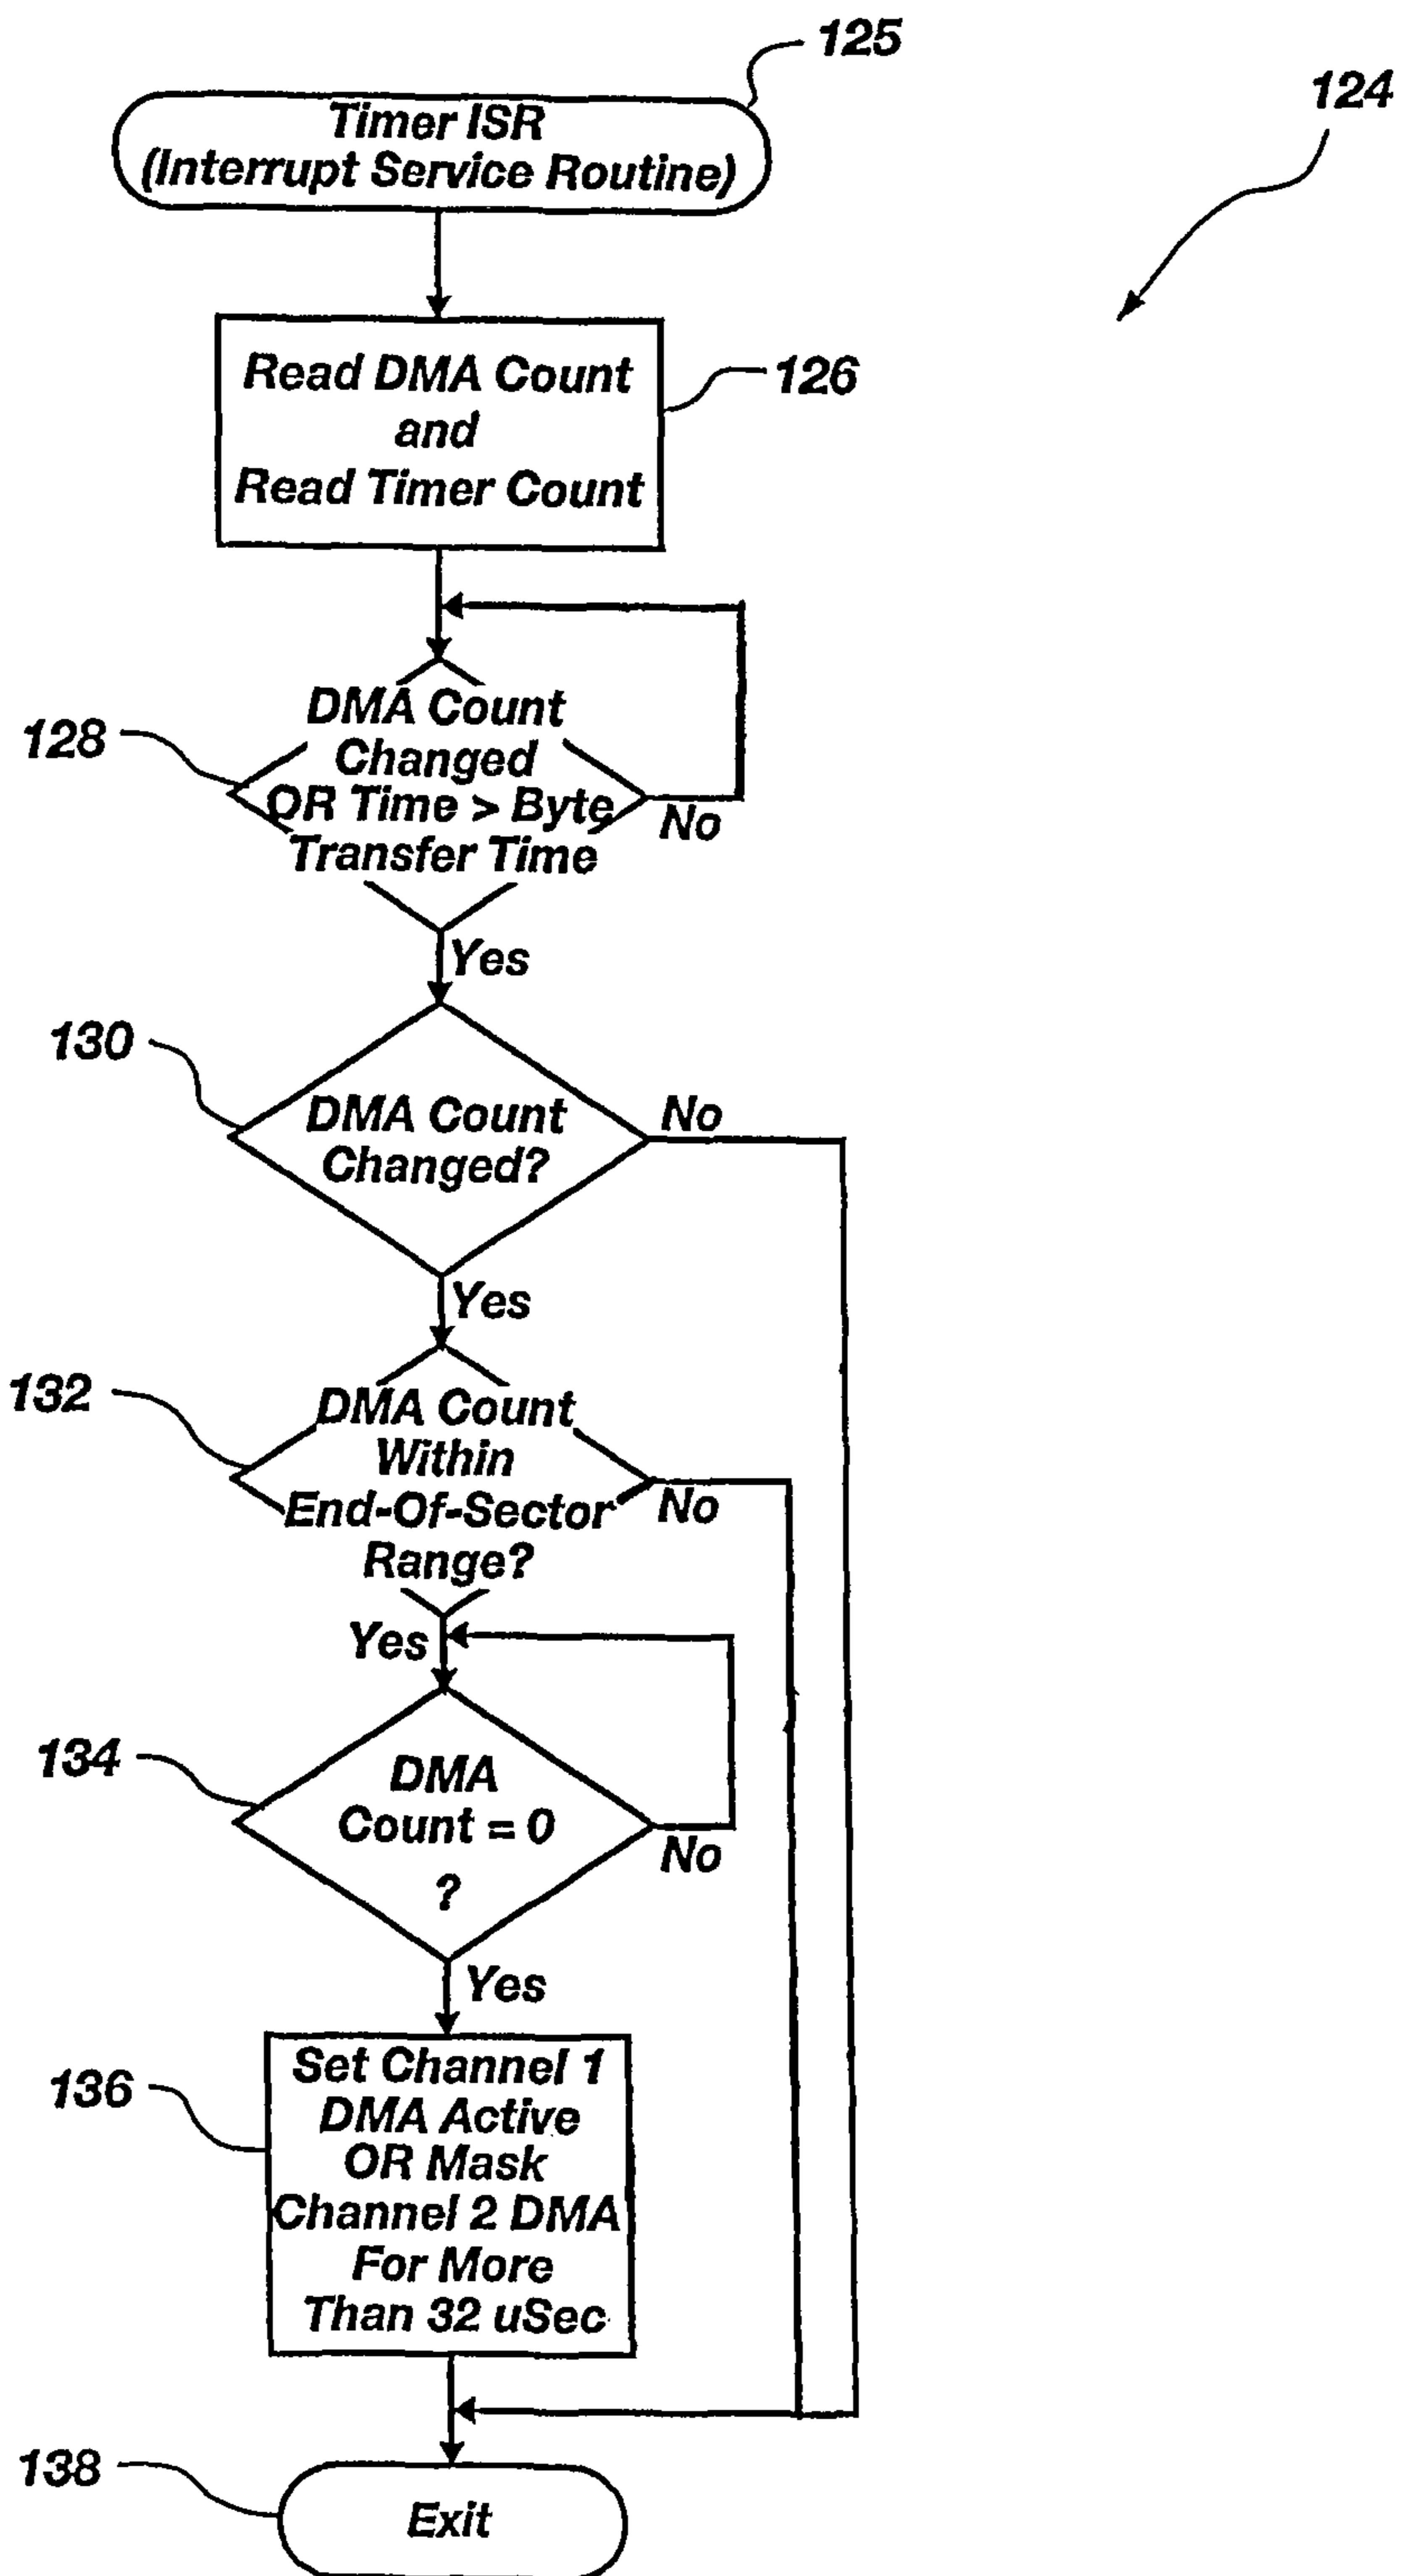 125
124
Timer ISR
(Interrupt Service Routine)
Read DMA Count
and
Read Timer Count
126
DMA Count
Changed
OR Time > Byte
Transfer Time
128
No
Yes
130
DMA Count
Changed?
No
Yes
132
DMA Count
Within
End-Of-Sector
Range?
No
Yes
134
DMA
Count = 0
?
No
Yes
136
Set Channel 1
DMA Active
OR Mask
Channel 2 DMA
For More
Than 32 uSec
138
Exit